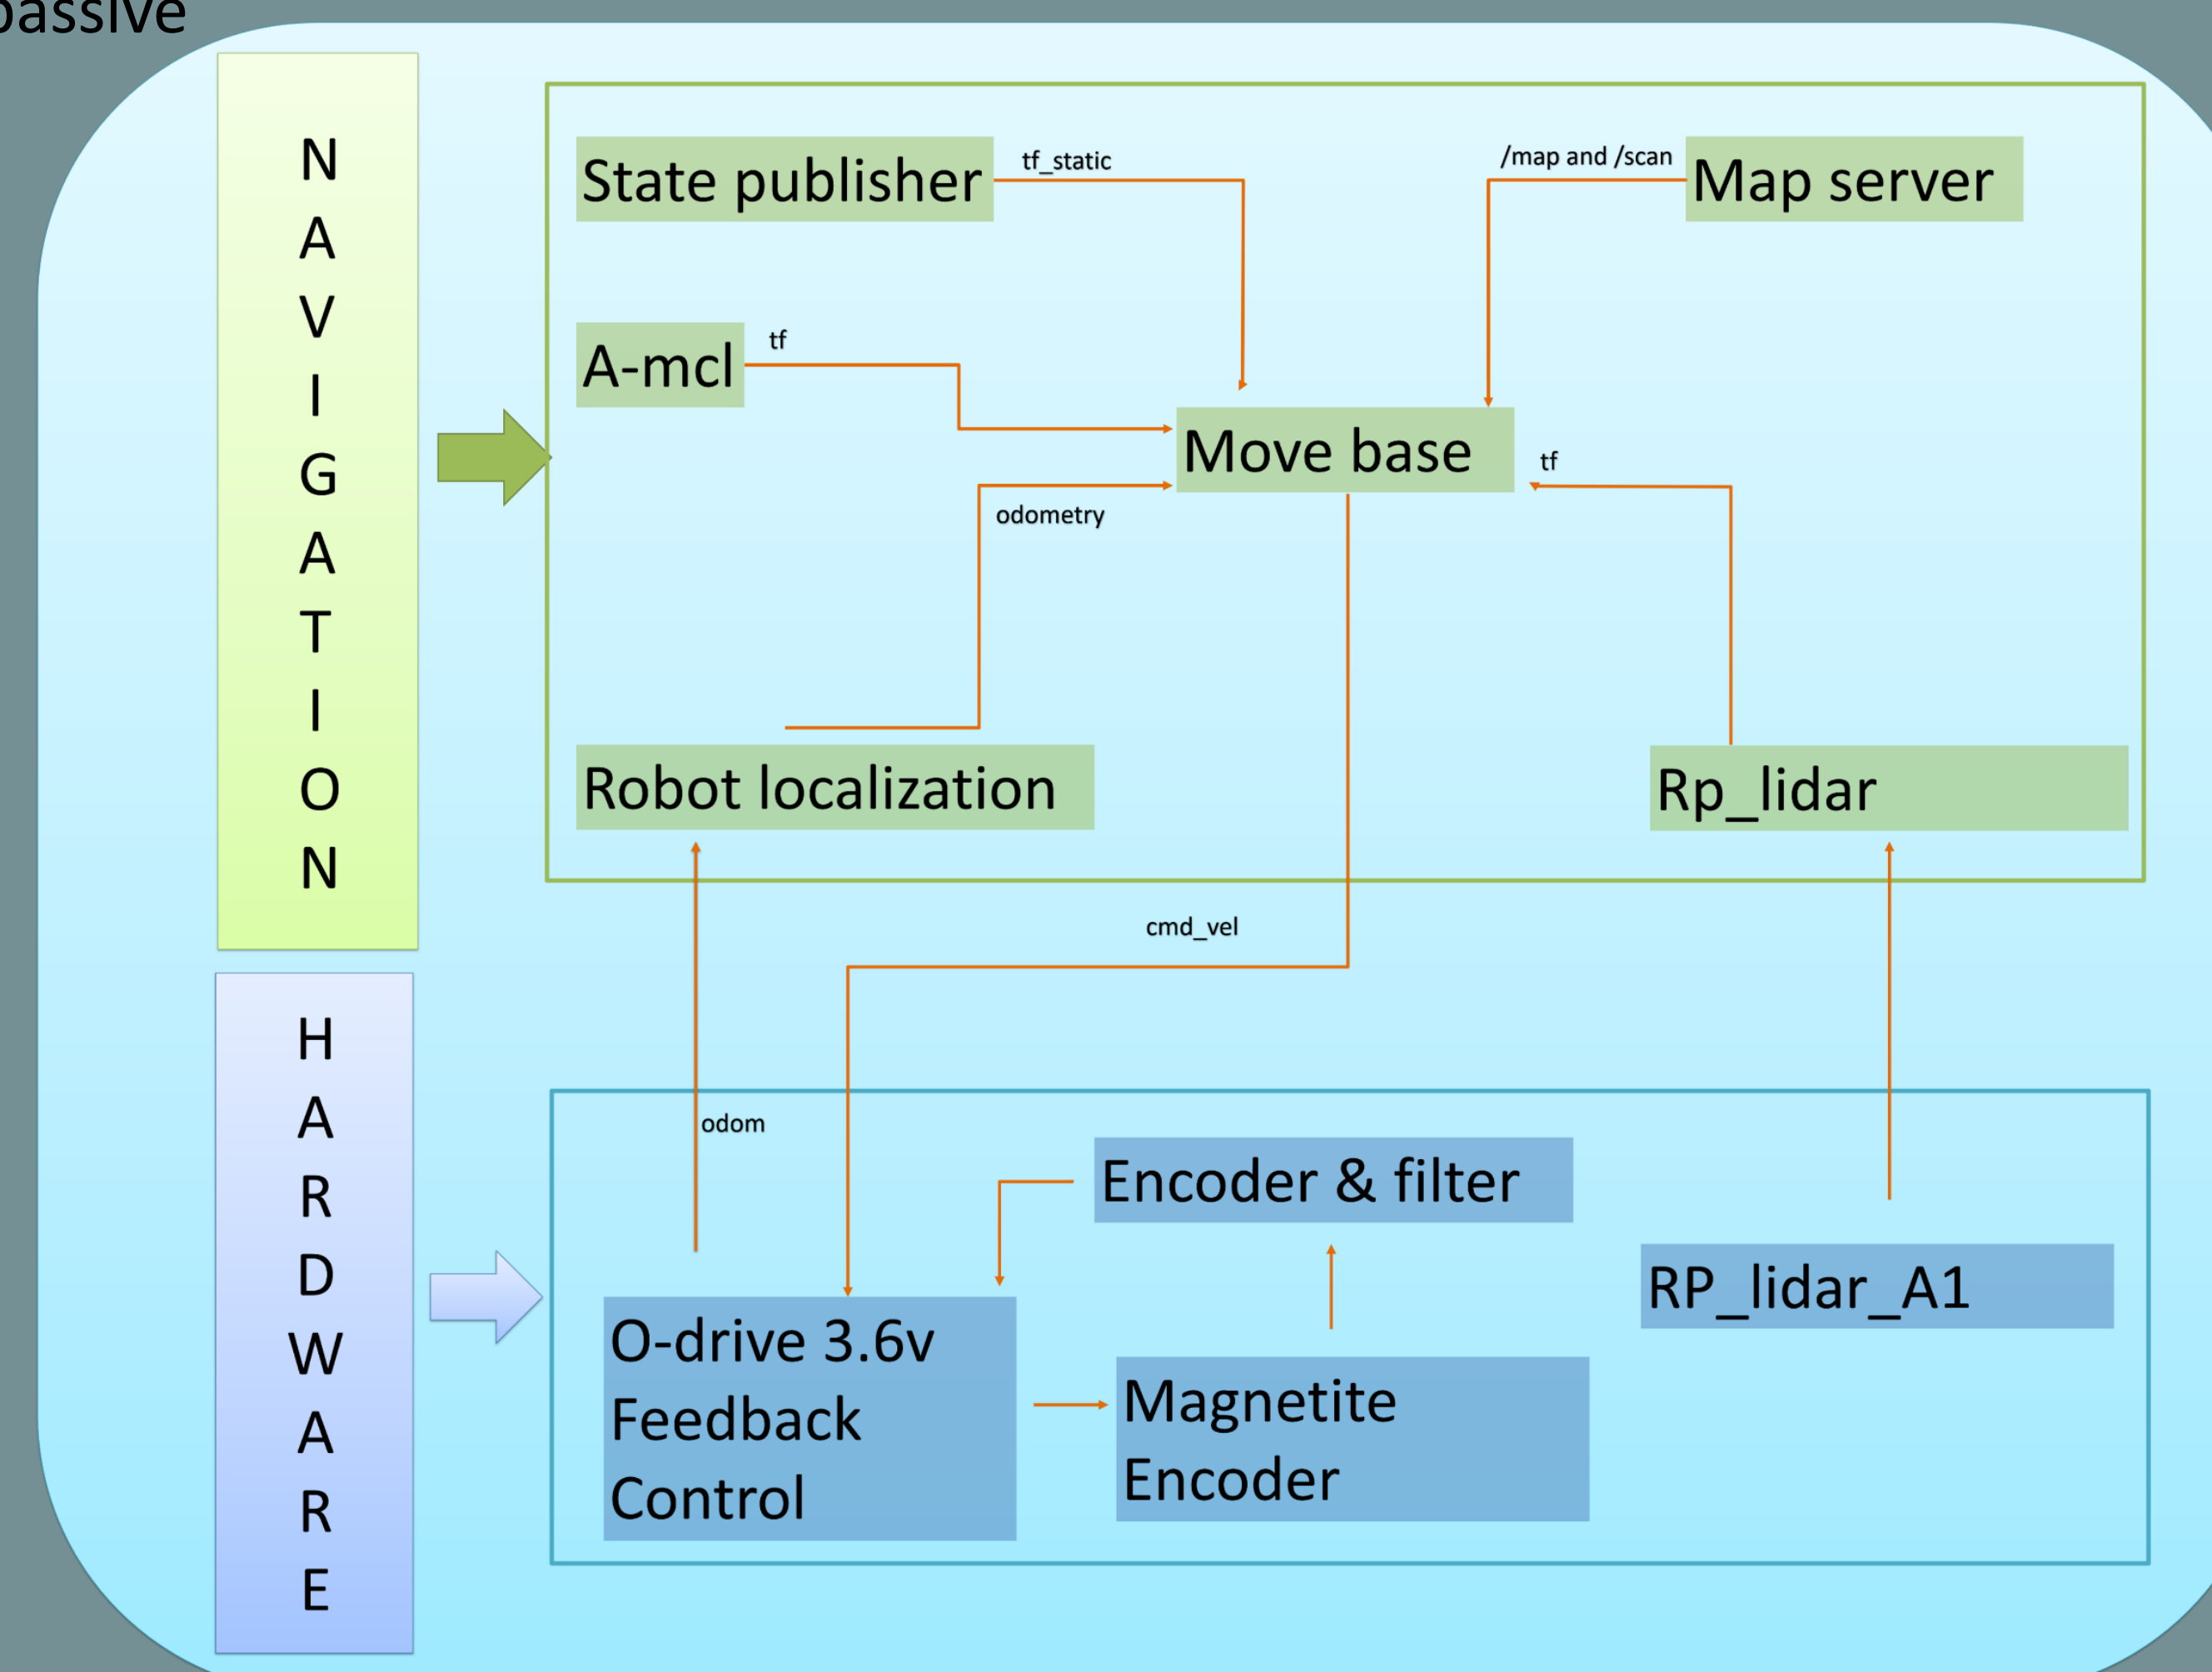 passive
NAVIGATION
State publisher
tf_static
/map and /scan
Map server
A-mcl
tf
Move base
tf
odometry
Robot localization
Rp_lidar
cmd_vel
HARDWARE
odom
Encoder & filter
RP_lidar_A1
O-drive 3.6v
Feedback
Control
Magnetite
Encoder